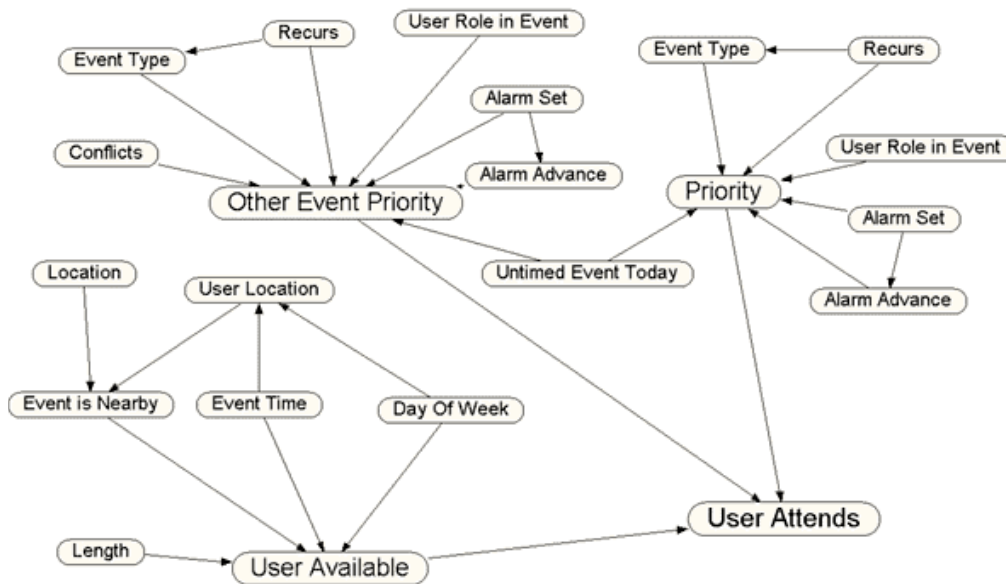 User Role in Event
Recurs
Event Type
Event Type
Recurs
Alarm Set
Conflicts
User Role in Event
Alarm Advance
Other Event Priority
Priority
Alarm Set
Location
User Location
Untimed Event Today
Alarm Advance
Event is Nearby
Event Time
Day Of Week
User Attends
Length
User Available